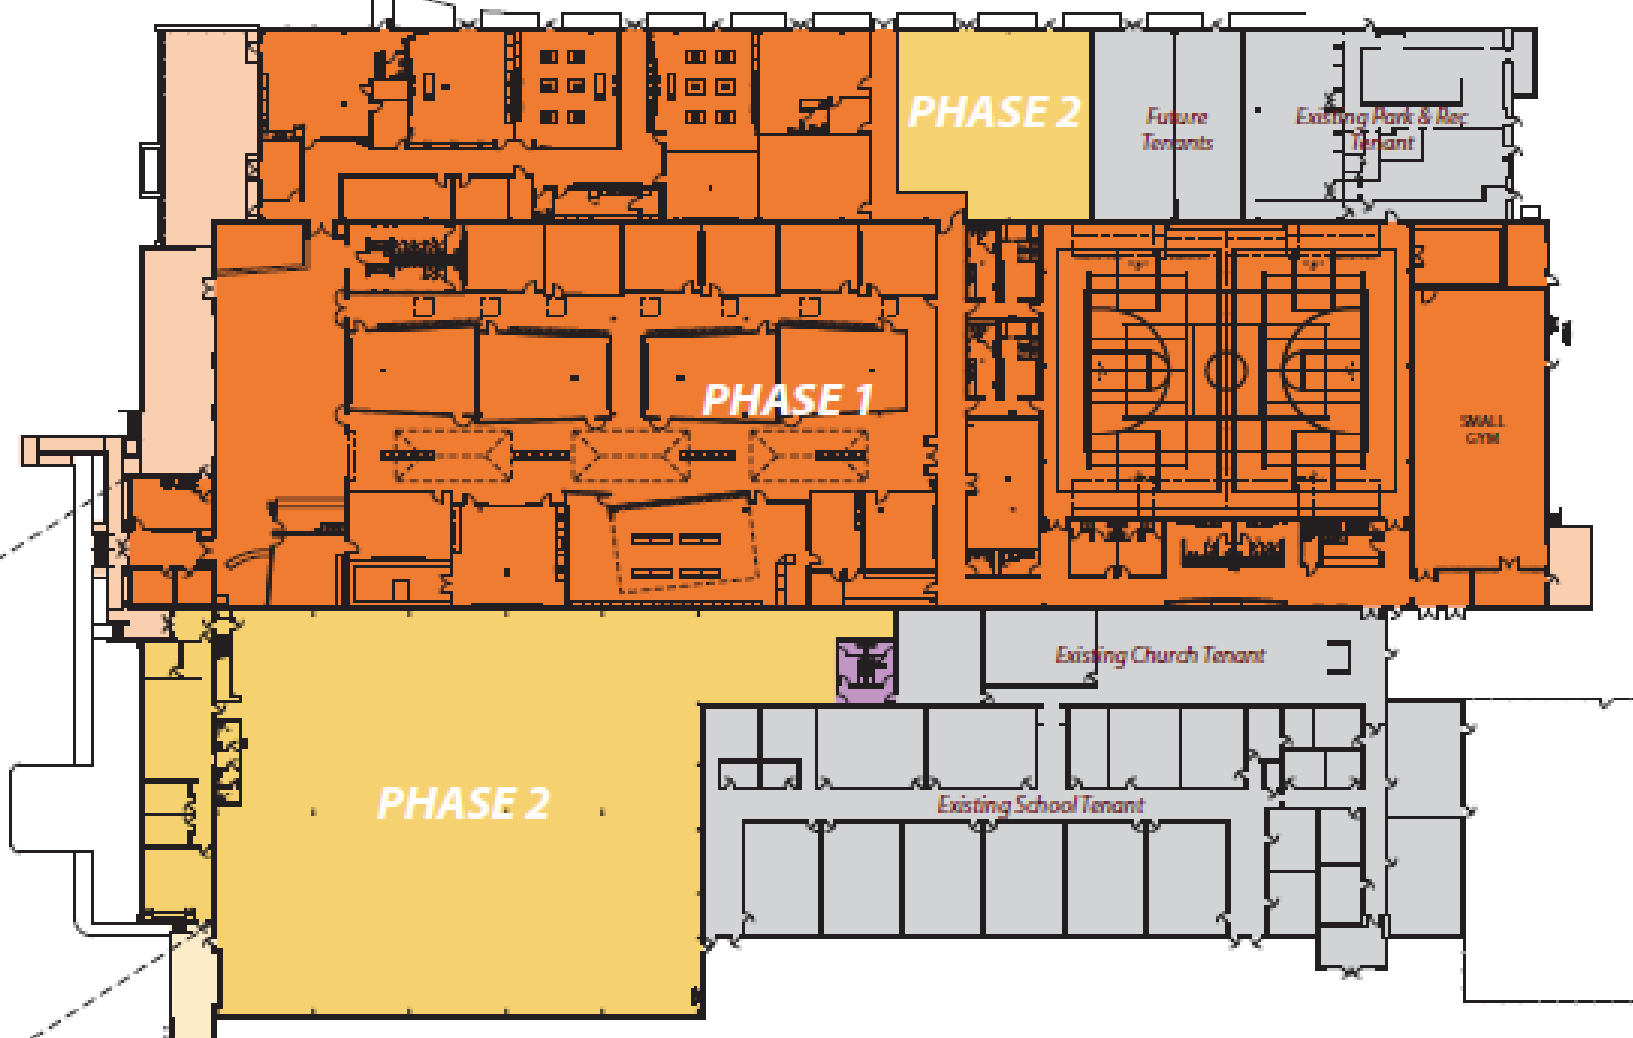 PHASE 2
Future
Tenants
Existing Park & Rec
Tenant
PHASE 1
SMALL
GYM
Existing Church Tenant
PHASE 2
Existing School Tenant